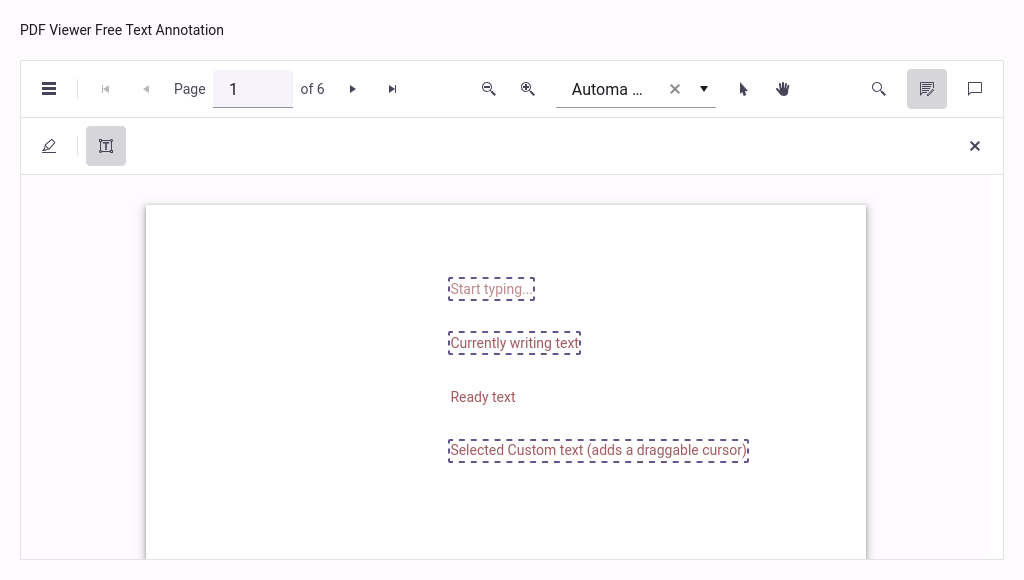 PDF Viewer Free Text Annotation
Page 1 of 6 Automa ...
T
Start typing...
Currently writing text
Ready text
Selected Custom text (adds a draggable cursor)